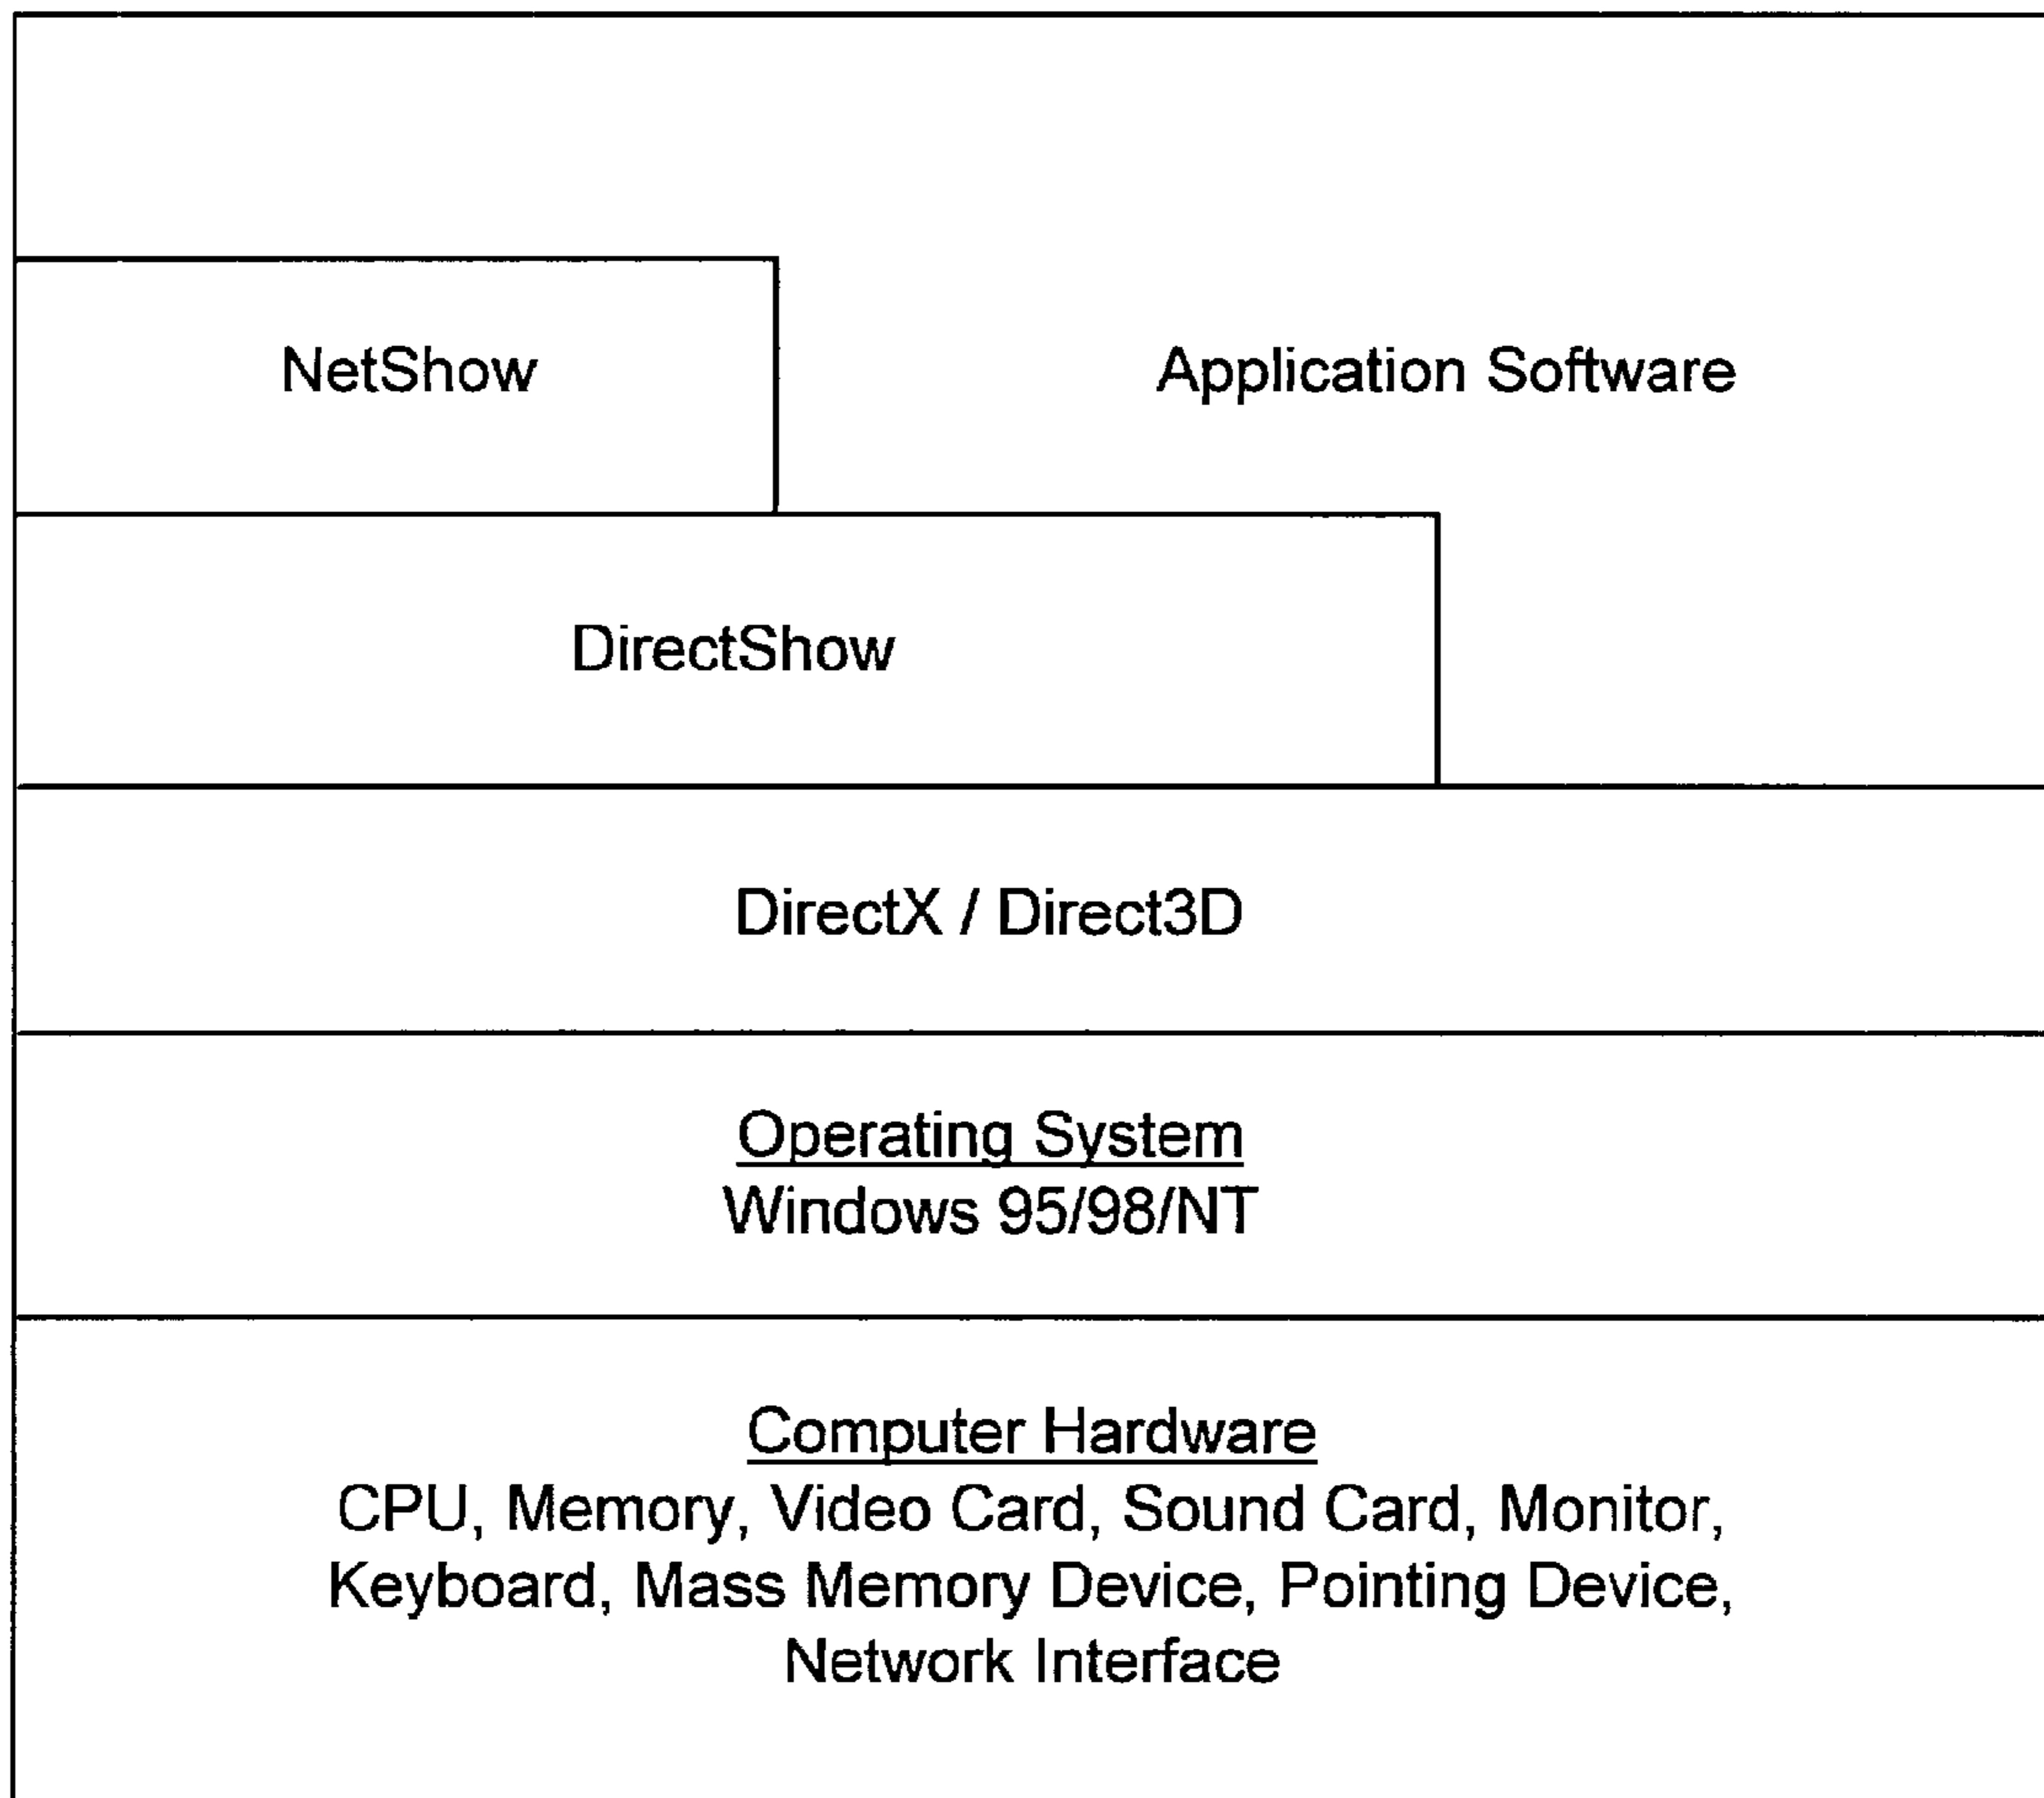 NetShow
Application Software
DirectShow
DirectX / Direct3D
Operating System
Windows 95/98/NT
Computer Hardware
CPU, Memory, Video Card, Sound Card, Monitor,
Keyboard, Mass Memory Device, Pointing Device,
Network Interface